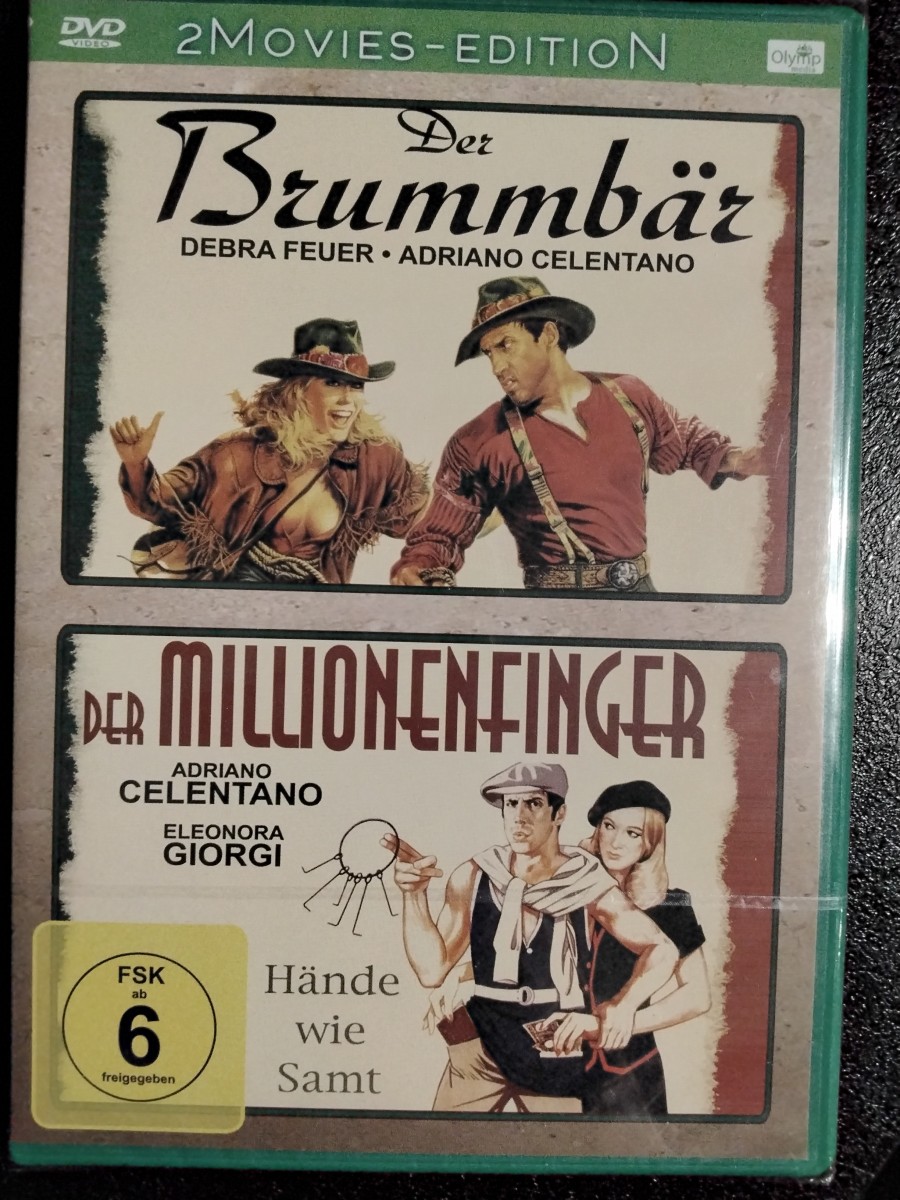 DVD
VIDEO
2MOVIES-EDITION
Olymp
media
Der
Brummbär
DEBRA FEUER • ADRIANO CELENTANO
DER MILLIONENFINGER
ADRIANO
CELENTANO
ELEONORA
GIORGI
Hände
wie
Samt
FSK
ab
6
freigegeben